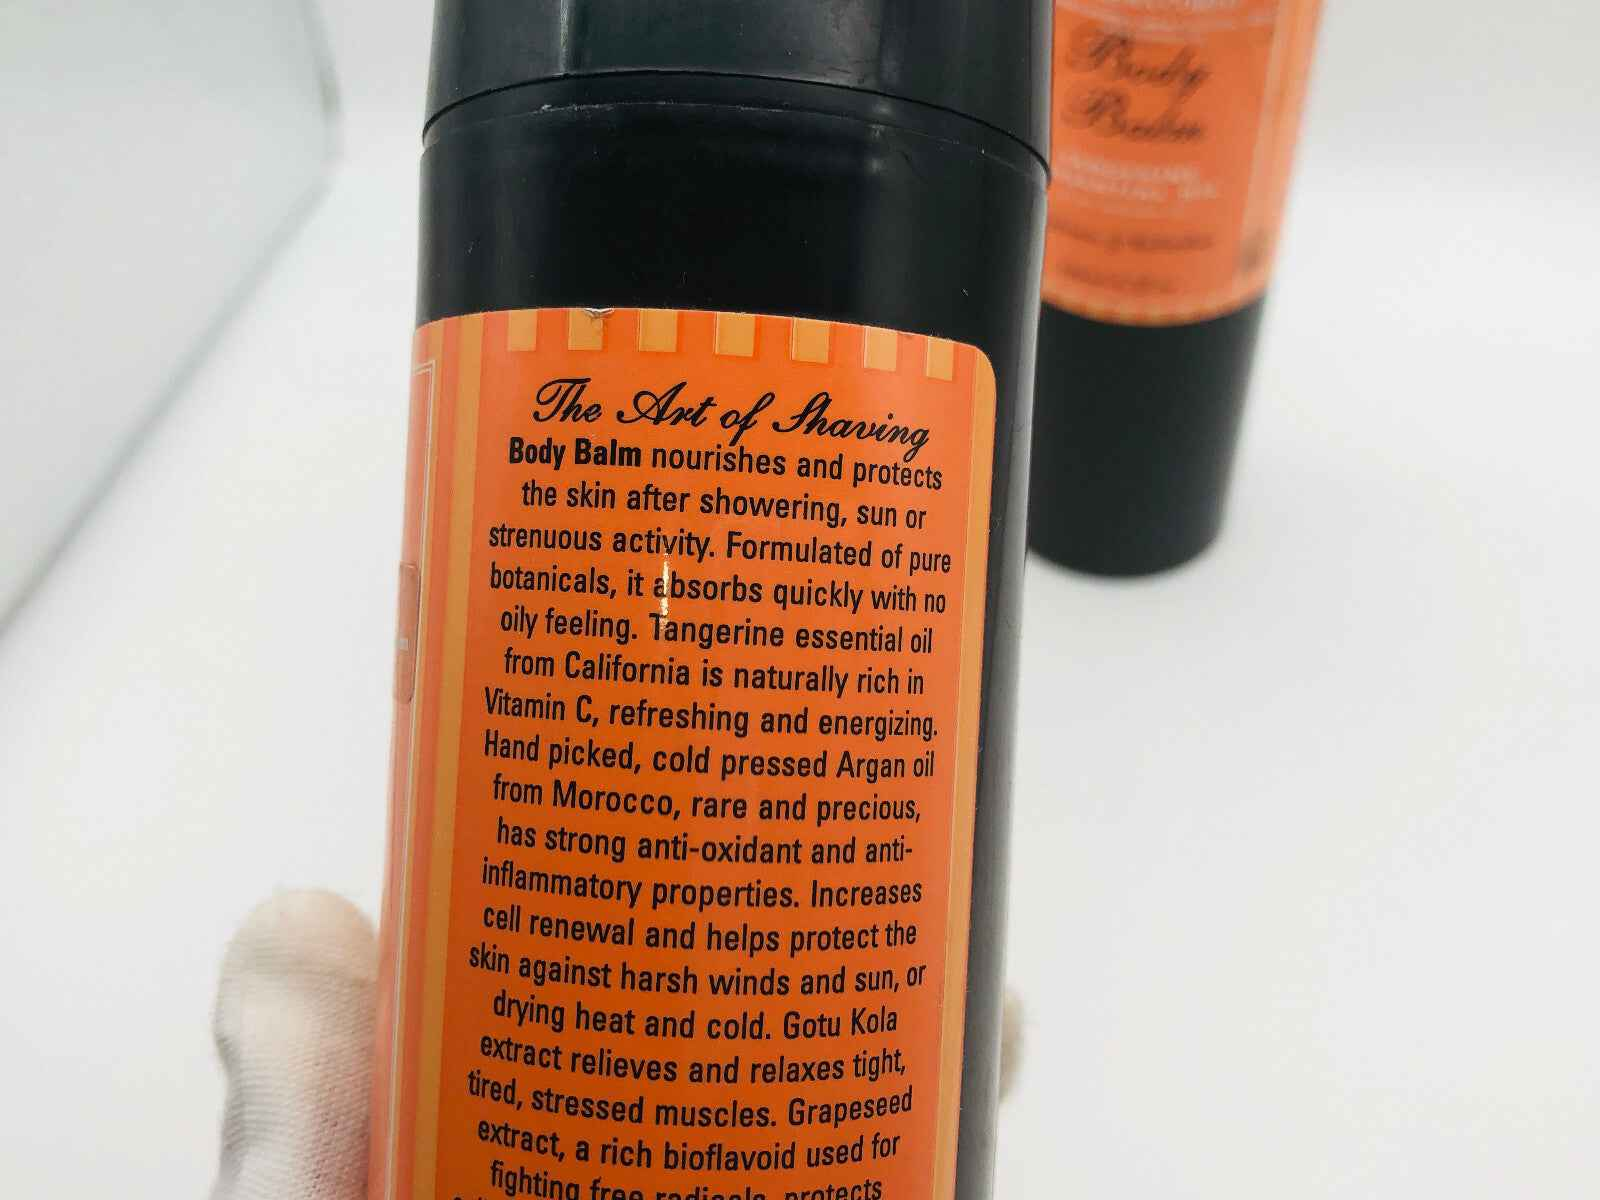 The Art of Shaving
Body Balm nourishes and protects
the skin after showering, sun or
strenuous activity. Formulated of pure
botanicals, it absorbs quickly with no
oily feeling. Tangerine essential oil
from California is naturally rich in
Vitamin C, refreshing and energizing.
Hand picked, cold pressed Argan oil
from Morocco, rare and precious,
has strong anti-oxidant and anti-
inflammatory properties. Increases
cell renewal and helps protect the
skin against harsh winds and sun, or
drying heat and cold. Gotu Kola
extract relieves and relaxes tight,
tired, stressed muscles. Grapeseed
extract, a rich bioflavoid used for
fighting free radicals, protects
Body
Balm